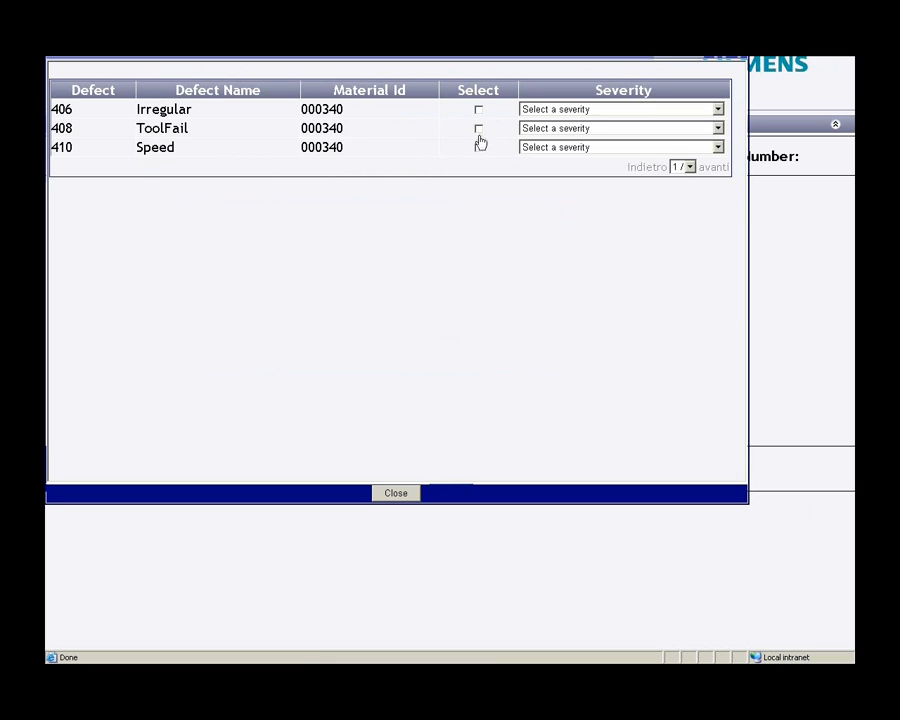 MENS
Defect Defect Name Material Id Select Severity
406 Irregular 000340 Select a severity
408 ToolFail 000340 Select a severity
410 Speed 000340 Select a severity
umber:
Indietro 1 / avanti
Close
Done Local intranet